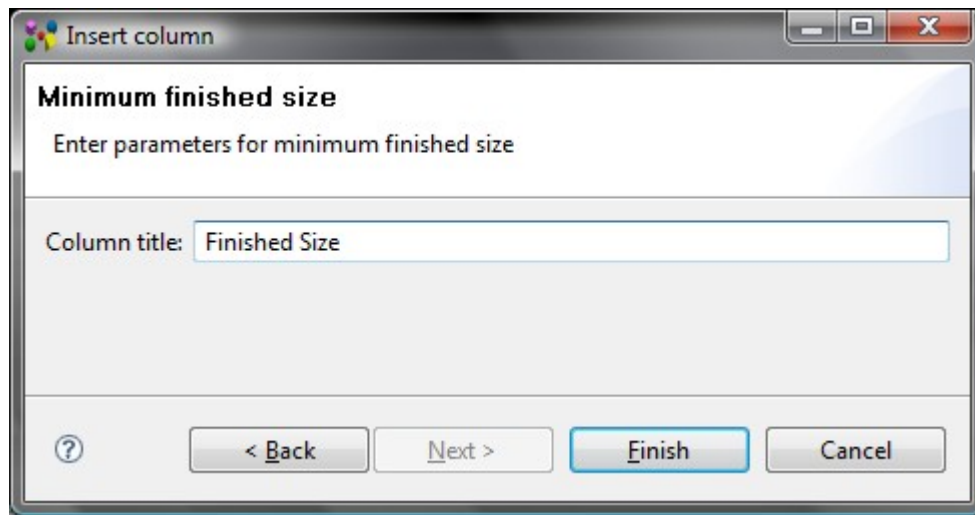 Insert column
Minimum finished size
Enter parameters for minimum finished size
Column title: Finished Size
? < Back Next > Finish Cancel